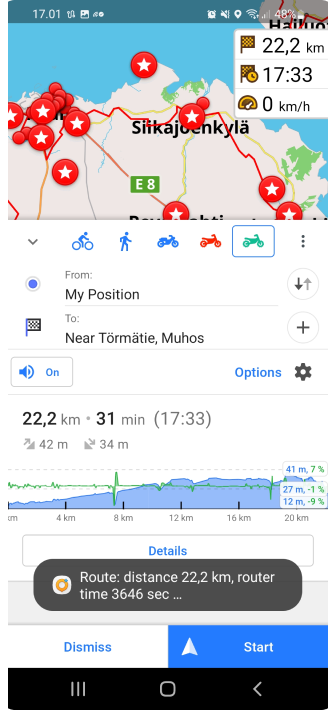 17.01
48%
Hailuoto
22,2 km
17:33
0 km/h
Siikajoenkylä
E 8
From:
My Position
To:
Near Törmätie, Muhos
On
Options
22,2 km • 31 min (17:33)
42 m 34 m
41 m, 7 %
27 m, -1 %
12 m, -9 %
km 4 km 8 km 12 km 16 km 20 km
Details
Route: distance 22,2 km, router
time 3646 sec ...
Dismiss
Start